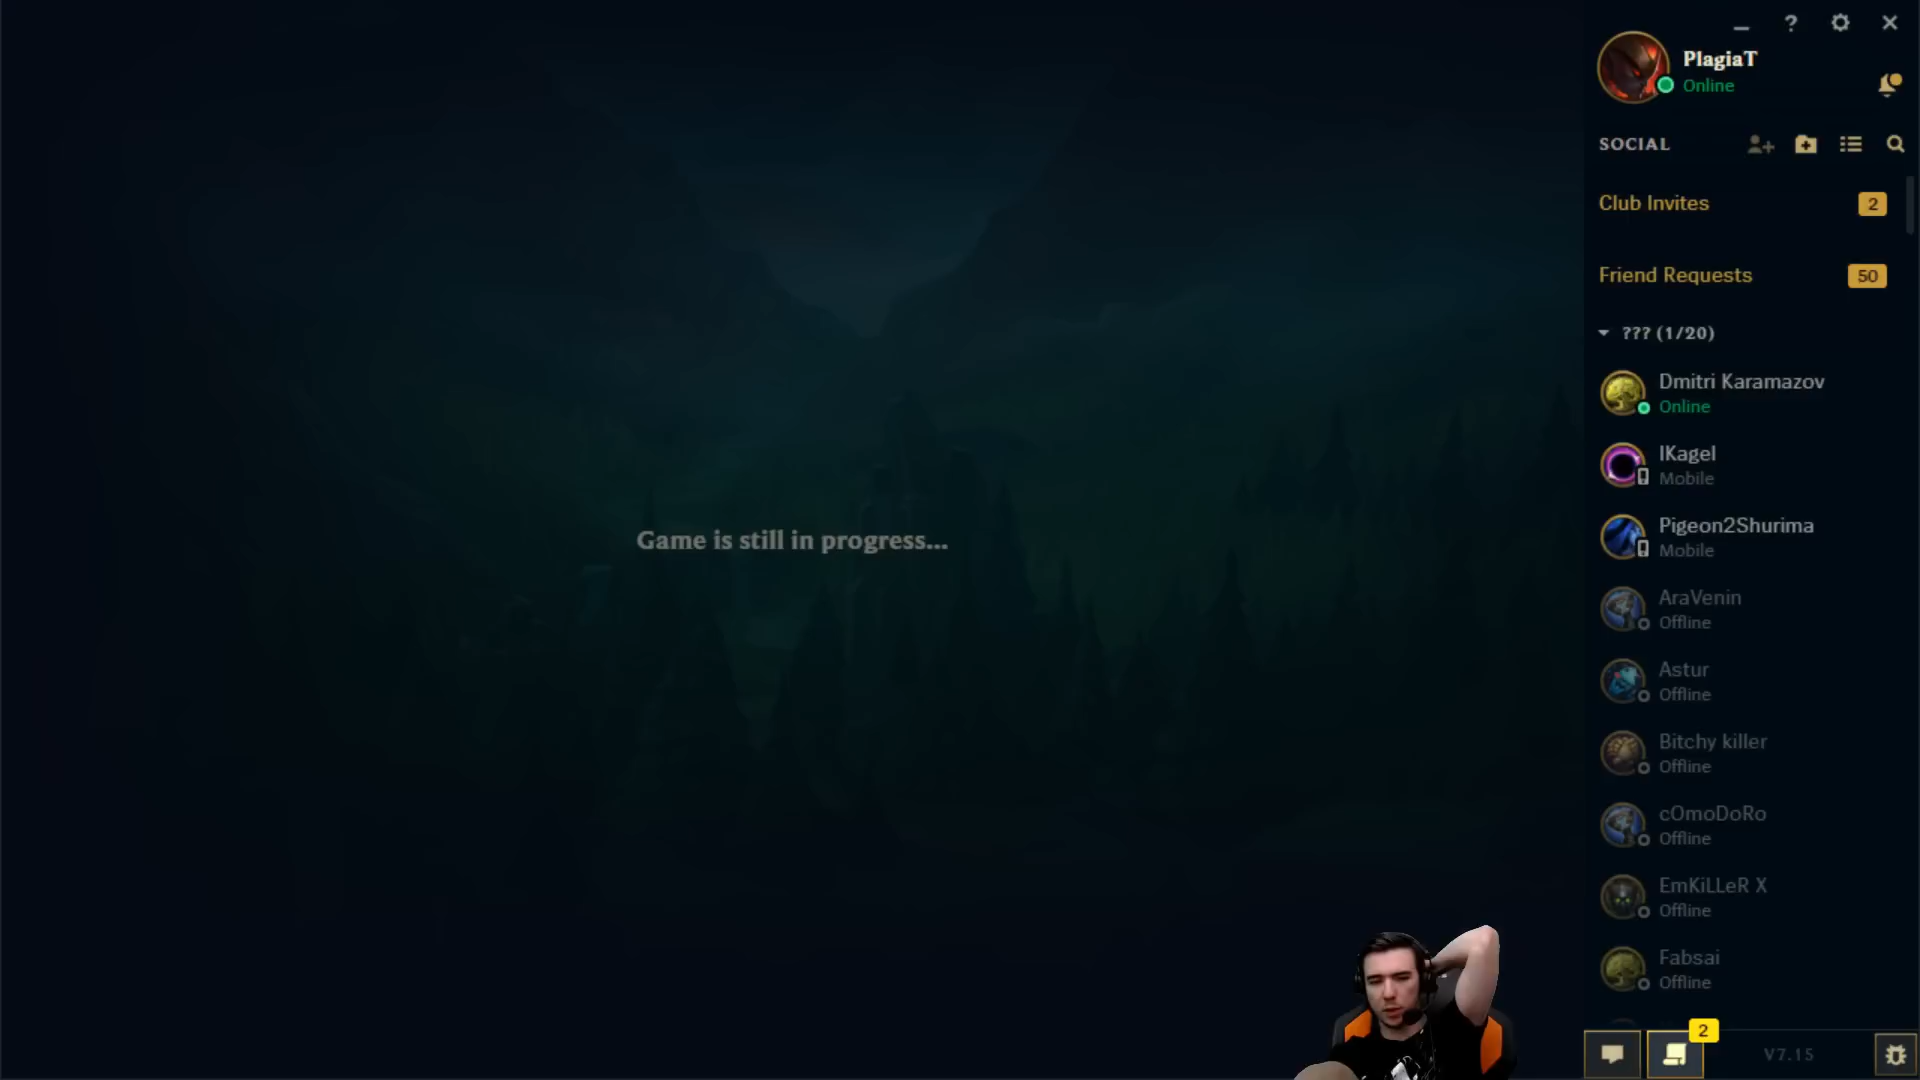 ?
PlagiaT
Online
SOCIAL
Club Invites
2
Friend Requests
50
??? (1/20)
Dmitri Karamazov
Online
IKagel
Mobile
Pigeon2Shurima
Mobile
AraVenin
Offline
Astur
Offline
Bitchy killer
Offline
cOmoDoRo
Offline
EmKiLLeR X
Offline
Fabsai
Offline
2
V7.15
Game is still in progress...